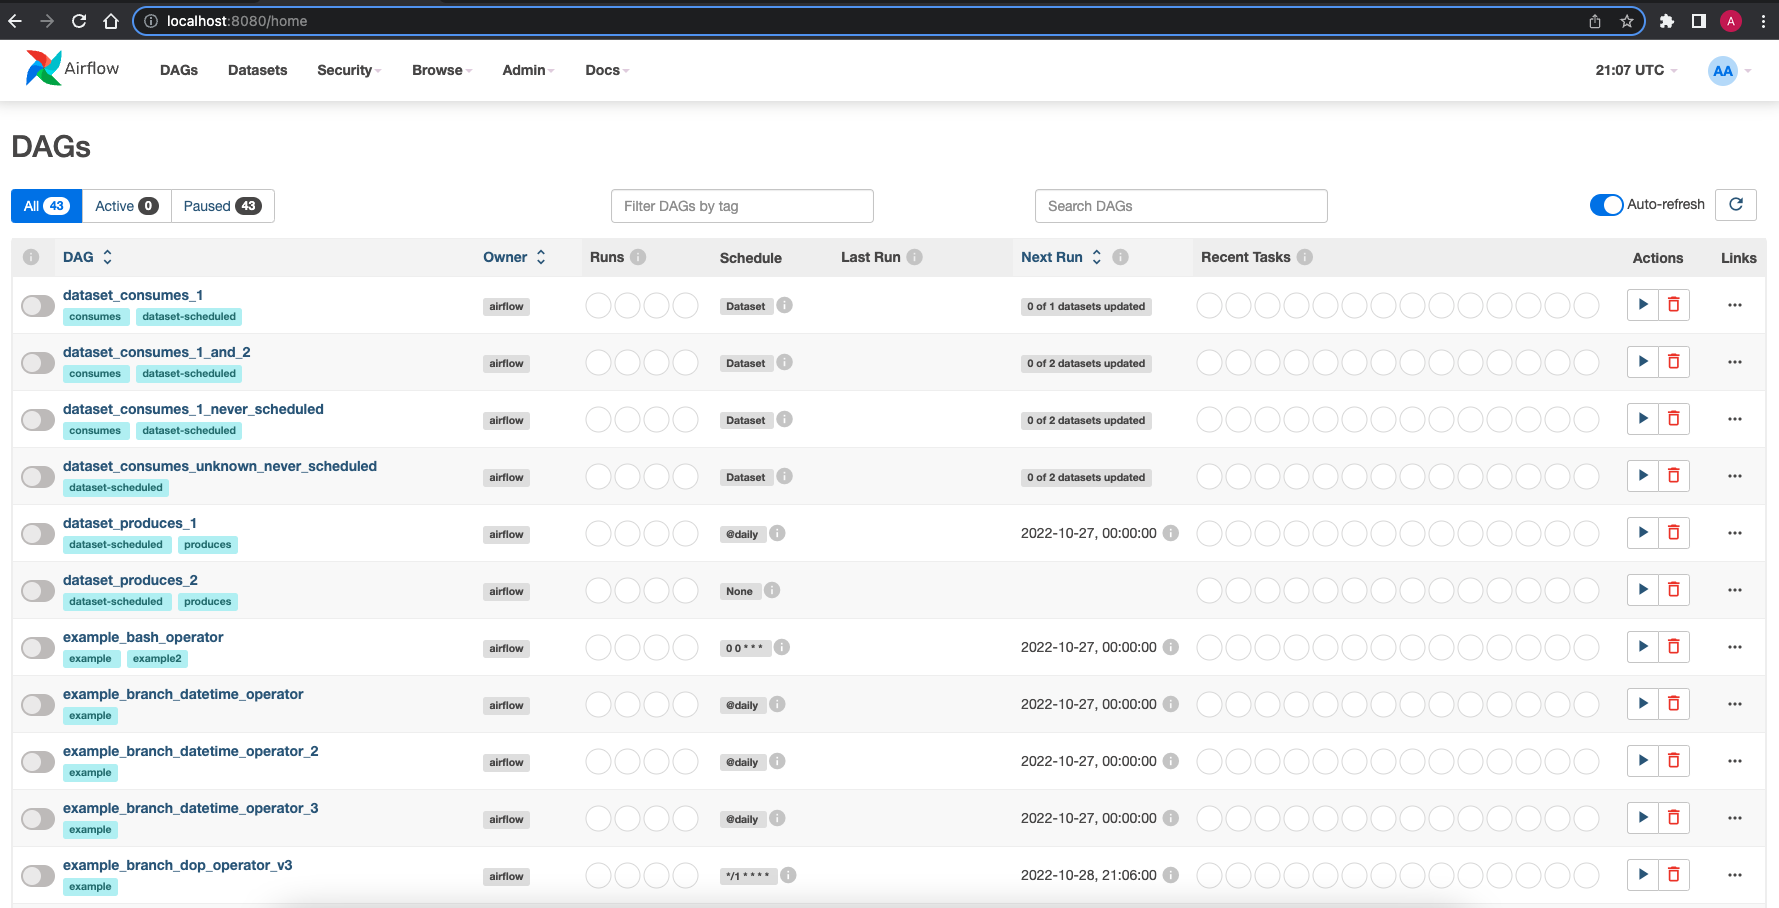 localhost:8080/home
A
Airflow DAGs Datasets Security Browse Admin Docs 21:07 UTC AA
DAGs
All 43 Active 0 Paused 43 Filter DAGs by tag Search DAGs Auto-refresh
DAG Owner Runs Schedule Last Run Next Run Recent Tasks Actions Links
dataset_consumes_1
consumes dataset-scheduled airflow Dataset 0 of 1 datasets updated
dataset_consumes_1_and_2
consumes dataset-scheduled airflow Dataset 0 of 2 datasets updated
dataset_consumes_1_never_scheduled
consumes dataset-scheduled airflow Dataset 0 of 2 datasets updated
dataset_consumes_unknown_never_scheduled
dataset-scheduled airflow Dataset 0 of 2 datasets updated
dataset_produces_1
dataset-scheduled produces airflow @daily 2022-10-27, 00:00:00
dataset_produces_2
dataset-scheduled produces airflow None
example_bash_operator
example example2 airflow 0 0 * * * 2022-10-27, 00:00:00
example_branch_datetime_operator
example airflow @daily 2022-10-27, 00:00:00
example_branch_datetime_operator_2
example airflow @daily 2022-10-27, 00:00:00
example_branch_datetime_operator_3
example airflow @daily 2022-10-27, 00:00:00
example_branch_dop_operator_v3
example airflow */1 * * * * 2022-10-28, 21:06:00